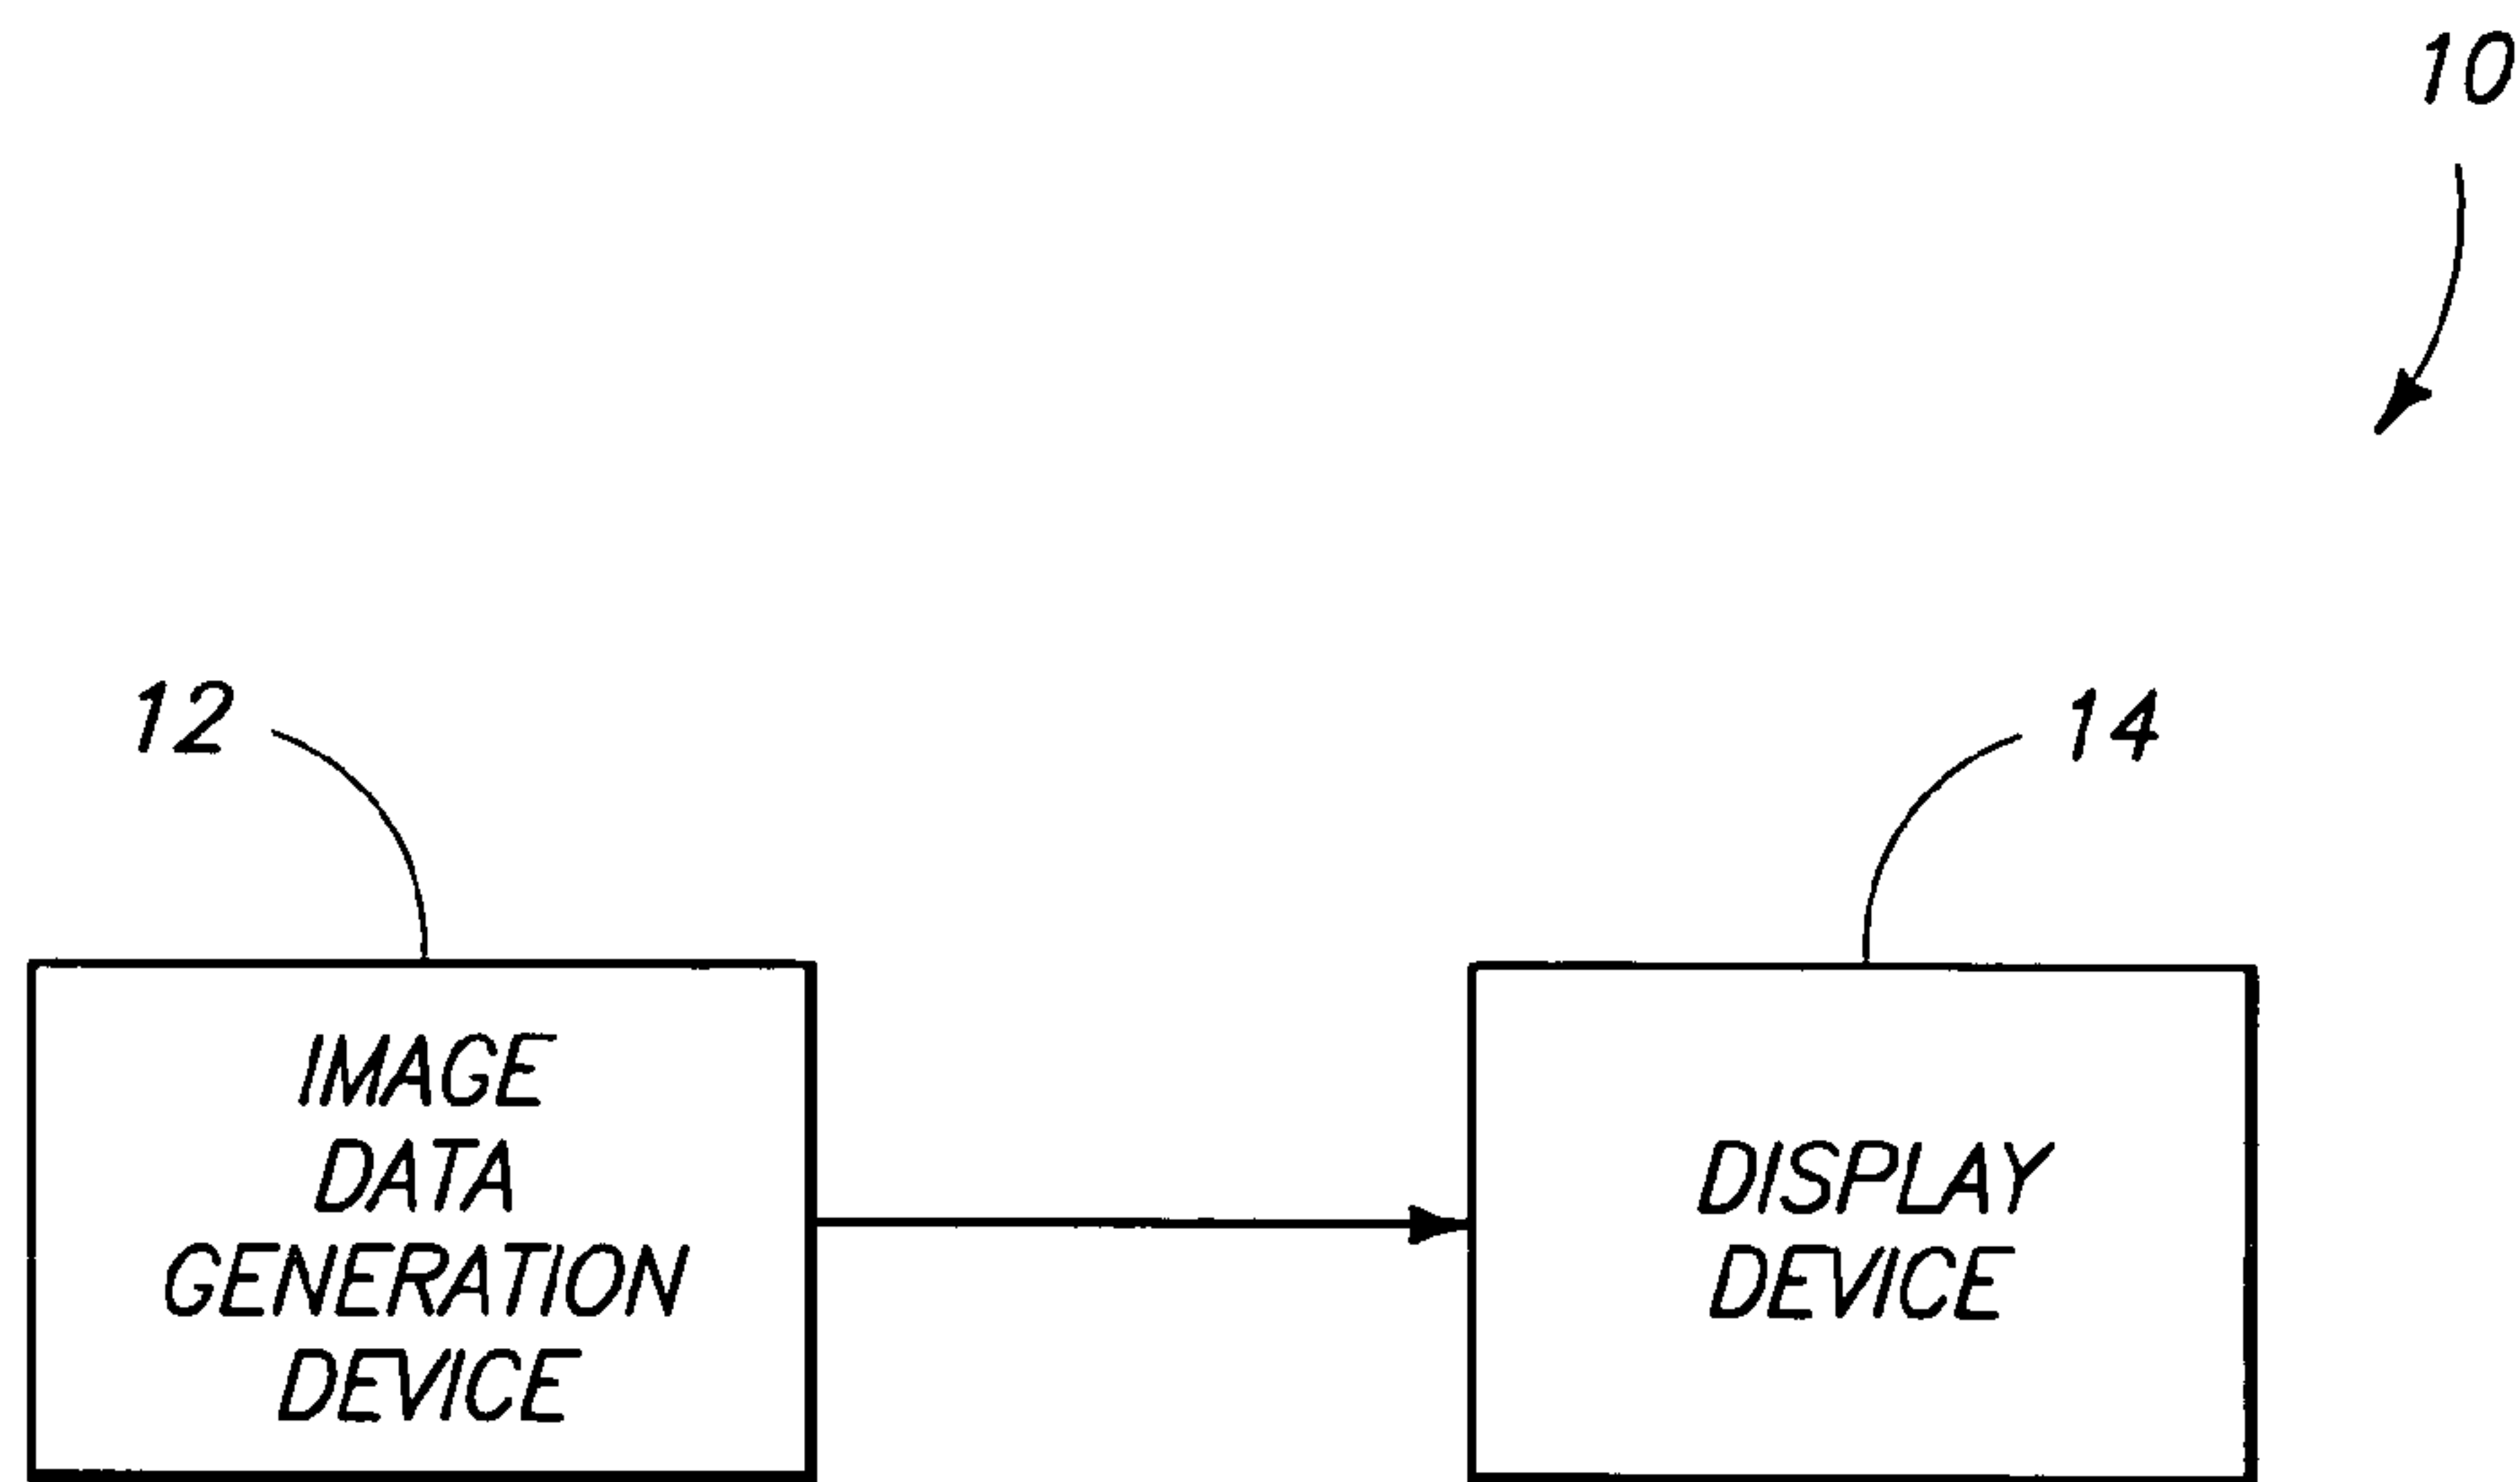 10
12
14
IMAGE
DATA
GENERATION
DEVICE
DISPLAY
DEVICE